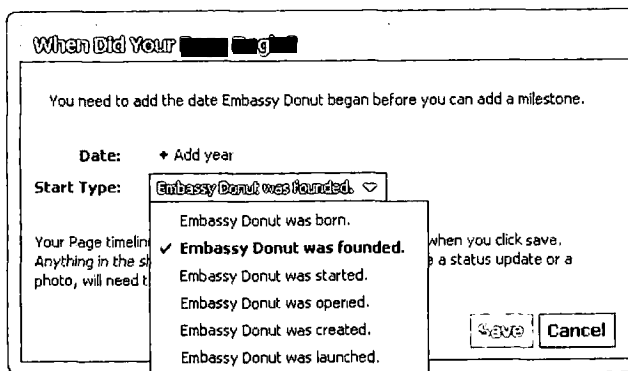 When Did Your
You need to add the date Embassy Donut began before you can add a milestone.
Date: + Add year
Start Type: Embassy Donut was founded.
Embassy Donut was born.
✓ Embassy Donut was founded.
Embassy Donut was started.
Embassy Donut was opened.
Embassy Donut was created.
Embassy Donut was launched.
Your Page timelin when you click save.
Anything in the s a status update or a
photo, will need t
Save Cancel